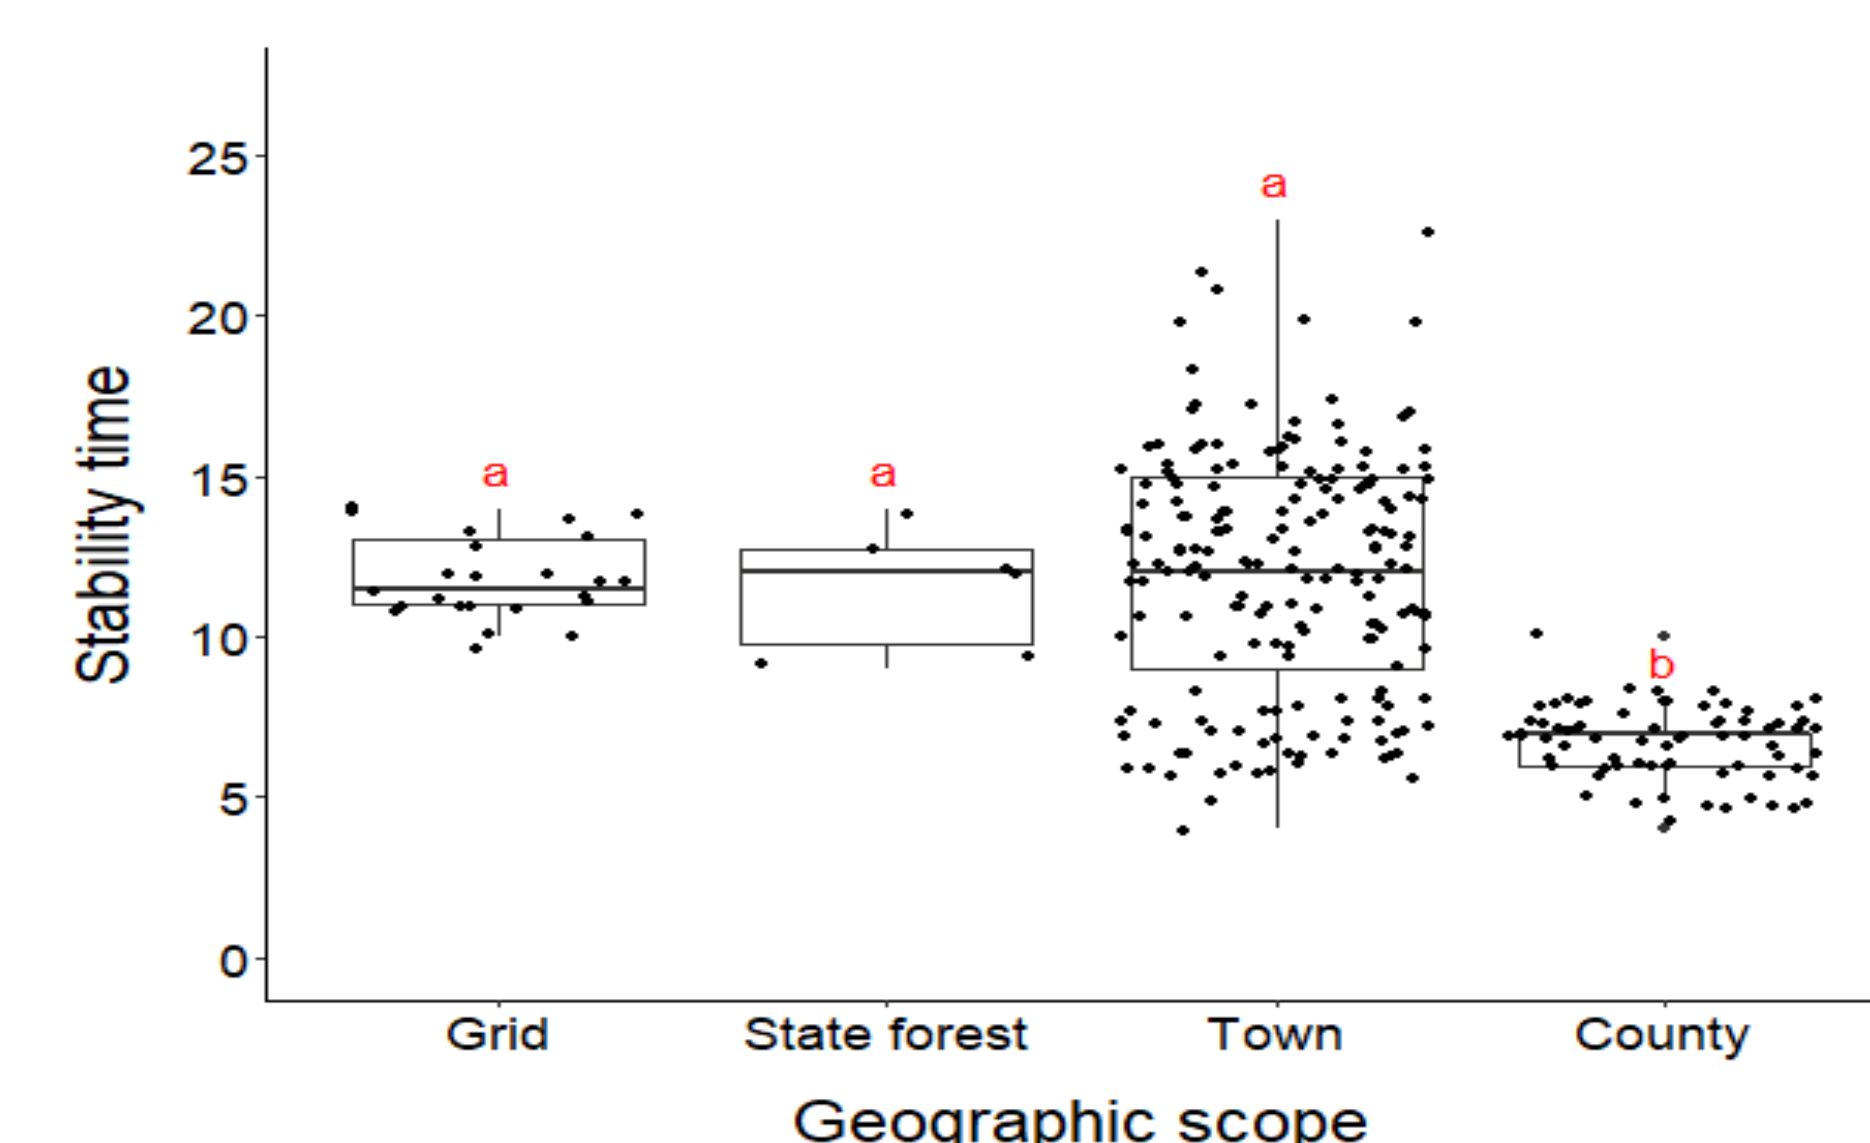 25
a
20
Stability time
15
a
a
10
b
5
0
Grid
State forest
Town
County
Geographic scope